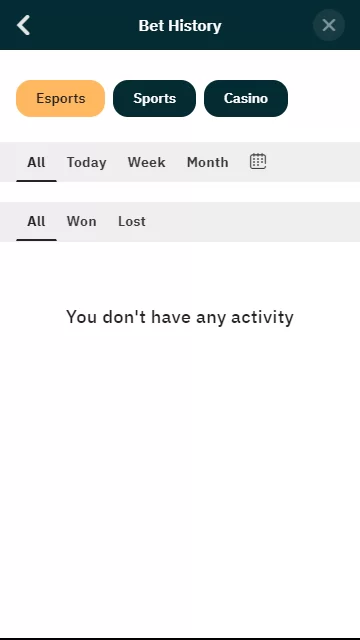 Bet History
Esports Sports Casino
All Today Week Month
All Won Lost
You don't have any activity